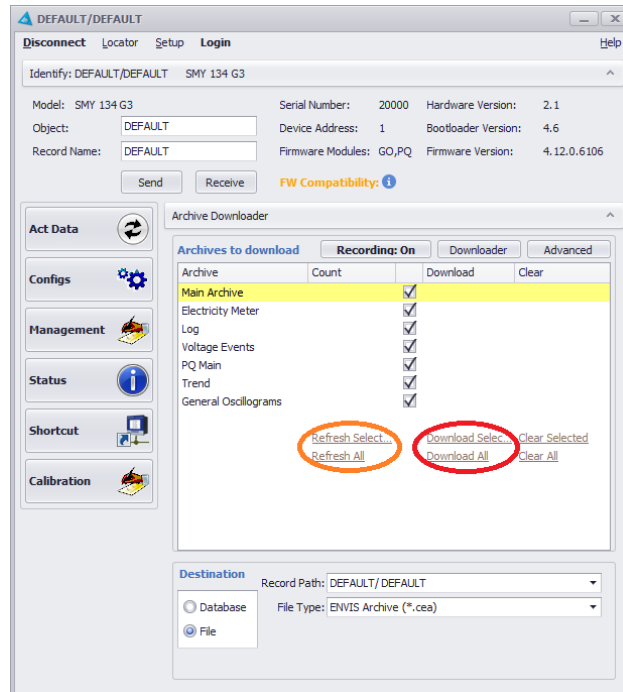 DEFAULT/DEFAULT
Disconnect Locator Setup Login Help
Identify: DEFAULT/DEFAULT SMY 134 G3
Model: SMY 134 G3 Serial Number: 20000 Hardware Version: 2.1
Object: DEFAULT Device Address: 1 Bootloader Version: 4.6
Record Name: DEFAULT Firmware Modules: GO,PQ Firmware Version: 4.12.0.6106
Send Receive FW Compatibility:
Act Data
Configs
Management
Status
Shortcut
Calibration
Archive Downloader
Archives to download Recording: On Downloader Advanced
Archive Count Download Clear
Main Archive
Electricity Meter
Log
Voltage Events
PQ Main
Trend
General Oscillograms
Refresh Select... Download Selec... Clear Selected
Refresh All Download All Clear All
Destination
Record Path: DEFAULT/DEFAULT
Database File Type: ENVIS Archive (*.cea)
File